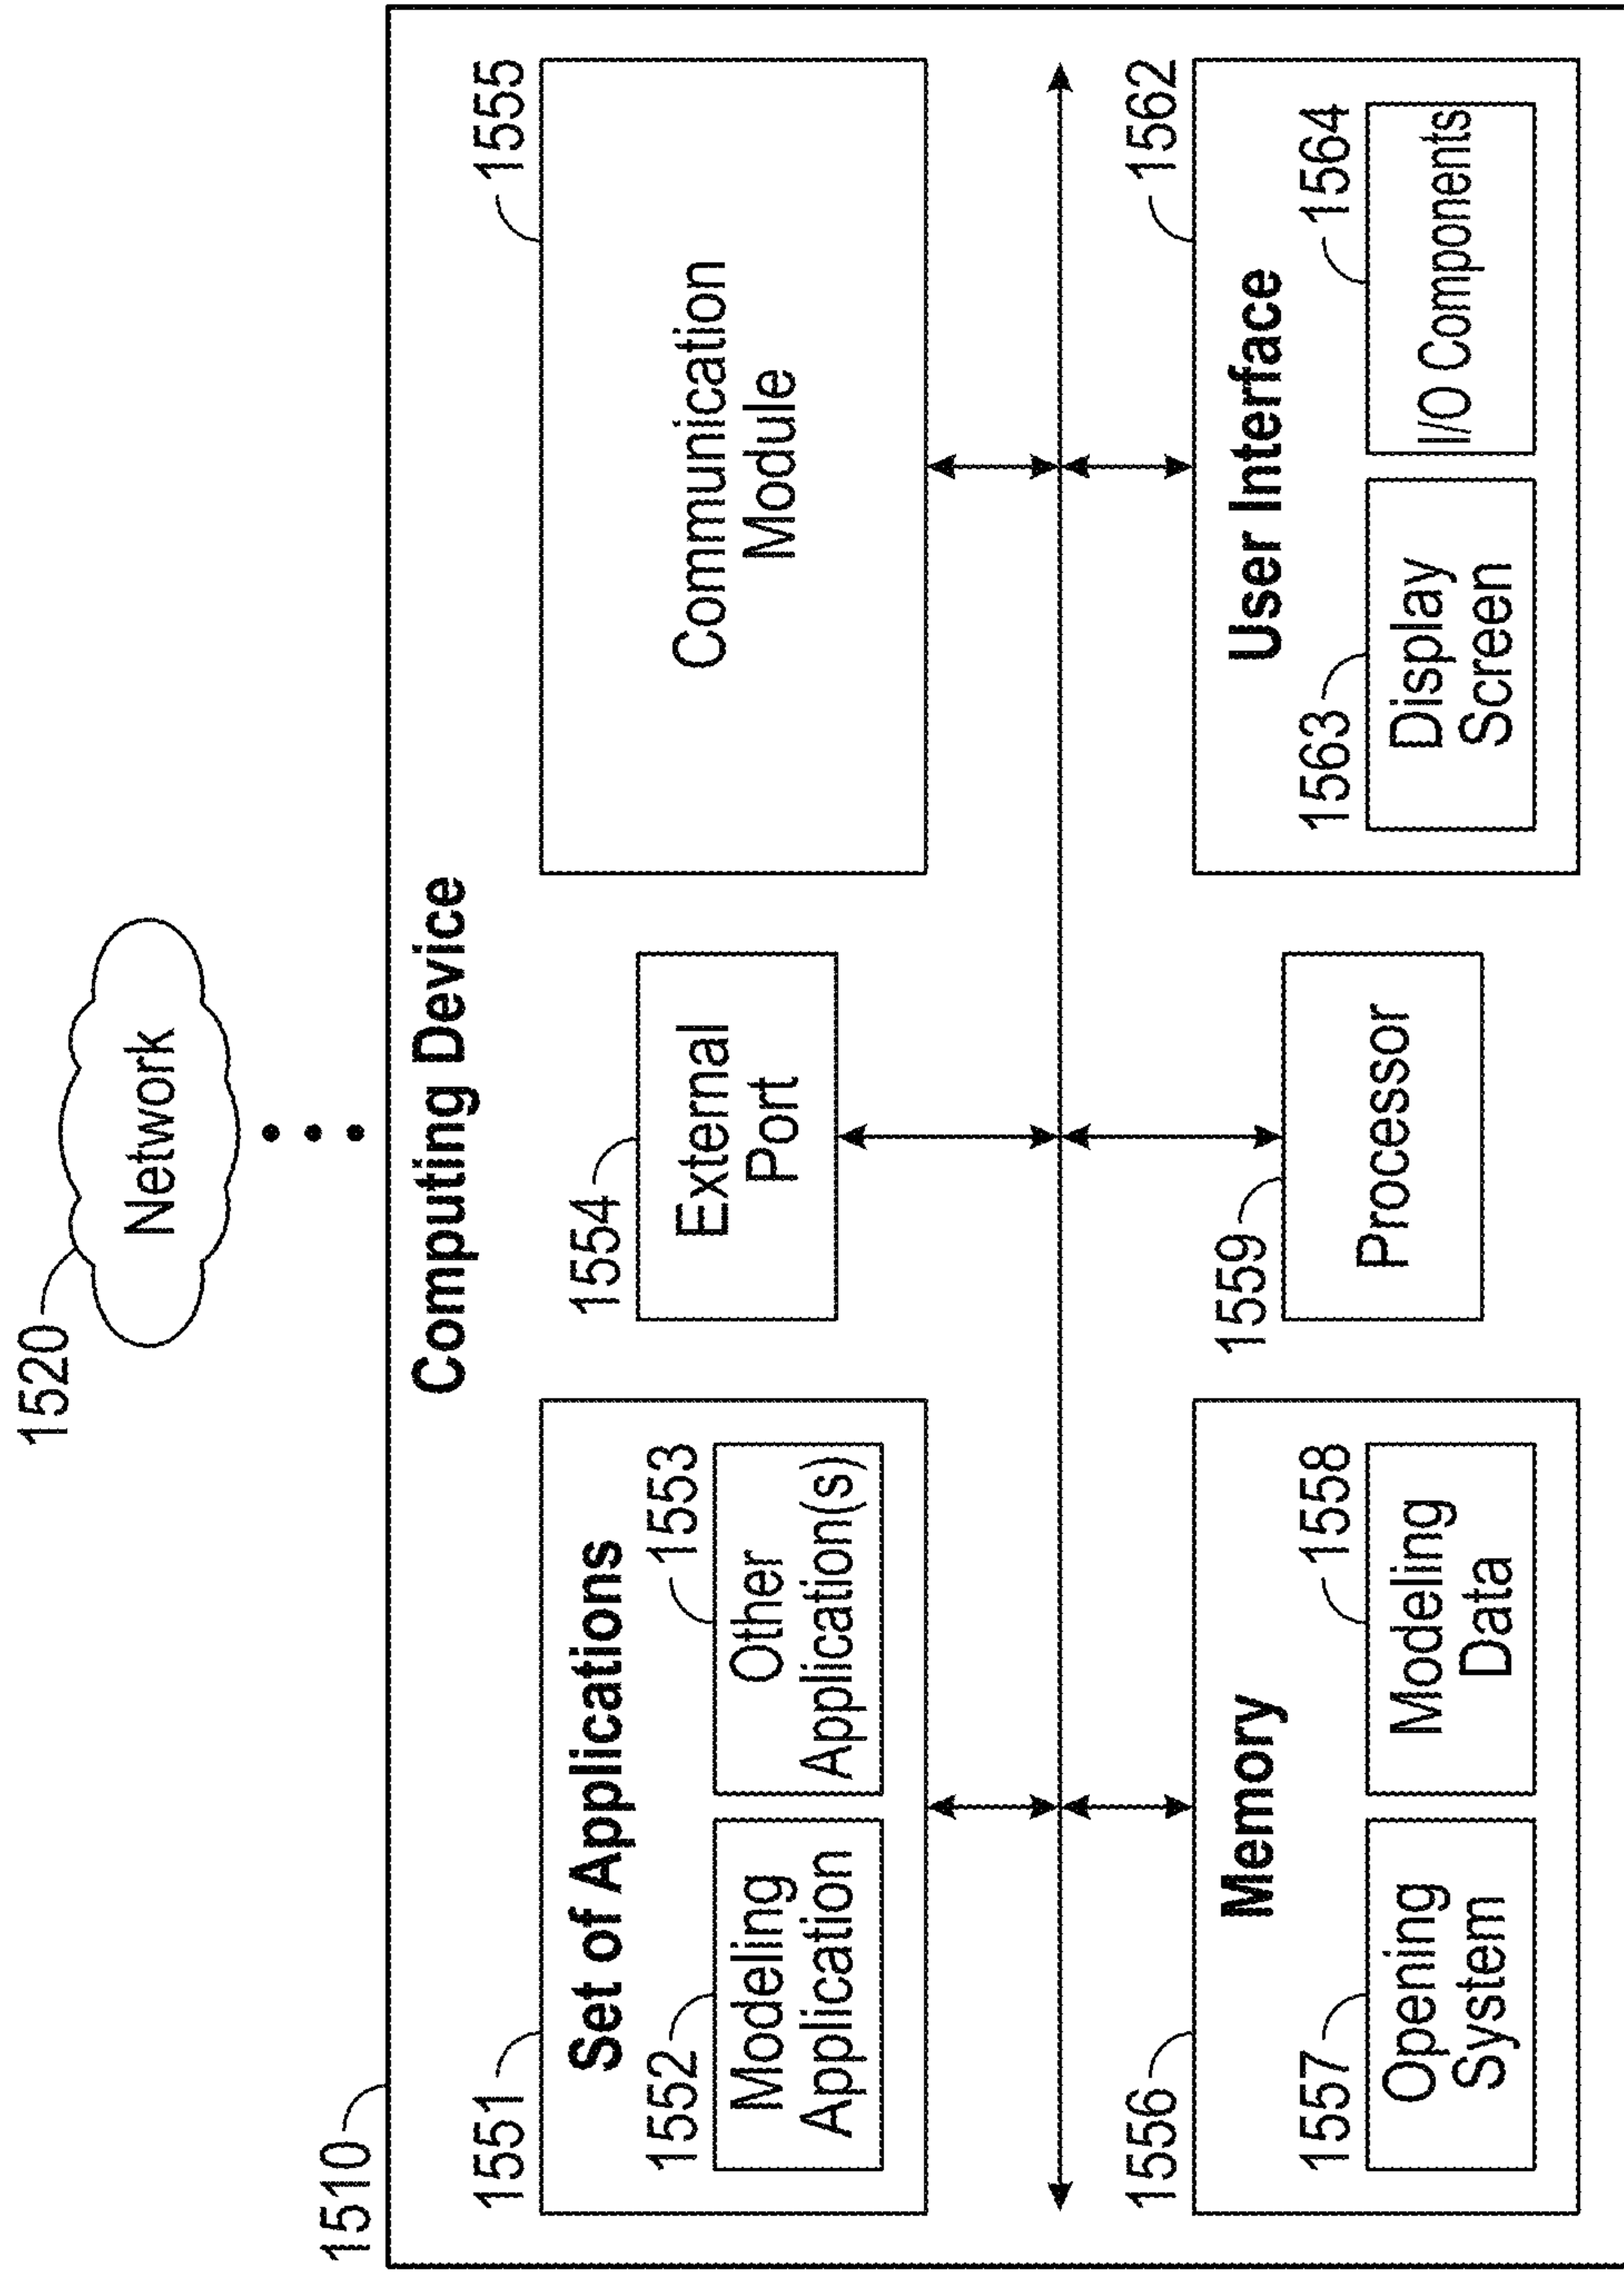 1520
Network
1510
Computing Device
1551
Set of Applications
1552
Modeling
Application
1553
Other
Application(s)
1554
External
Port
1555
Communication
Module
1556
Memory
1557
Opening
System
1558
Modeling
Data
1559
Processor
1562
User Interface
1563
Display
Screen
1564
I/O Components